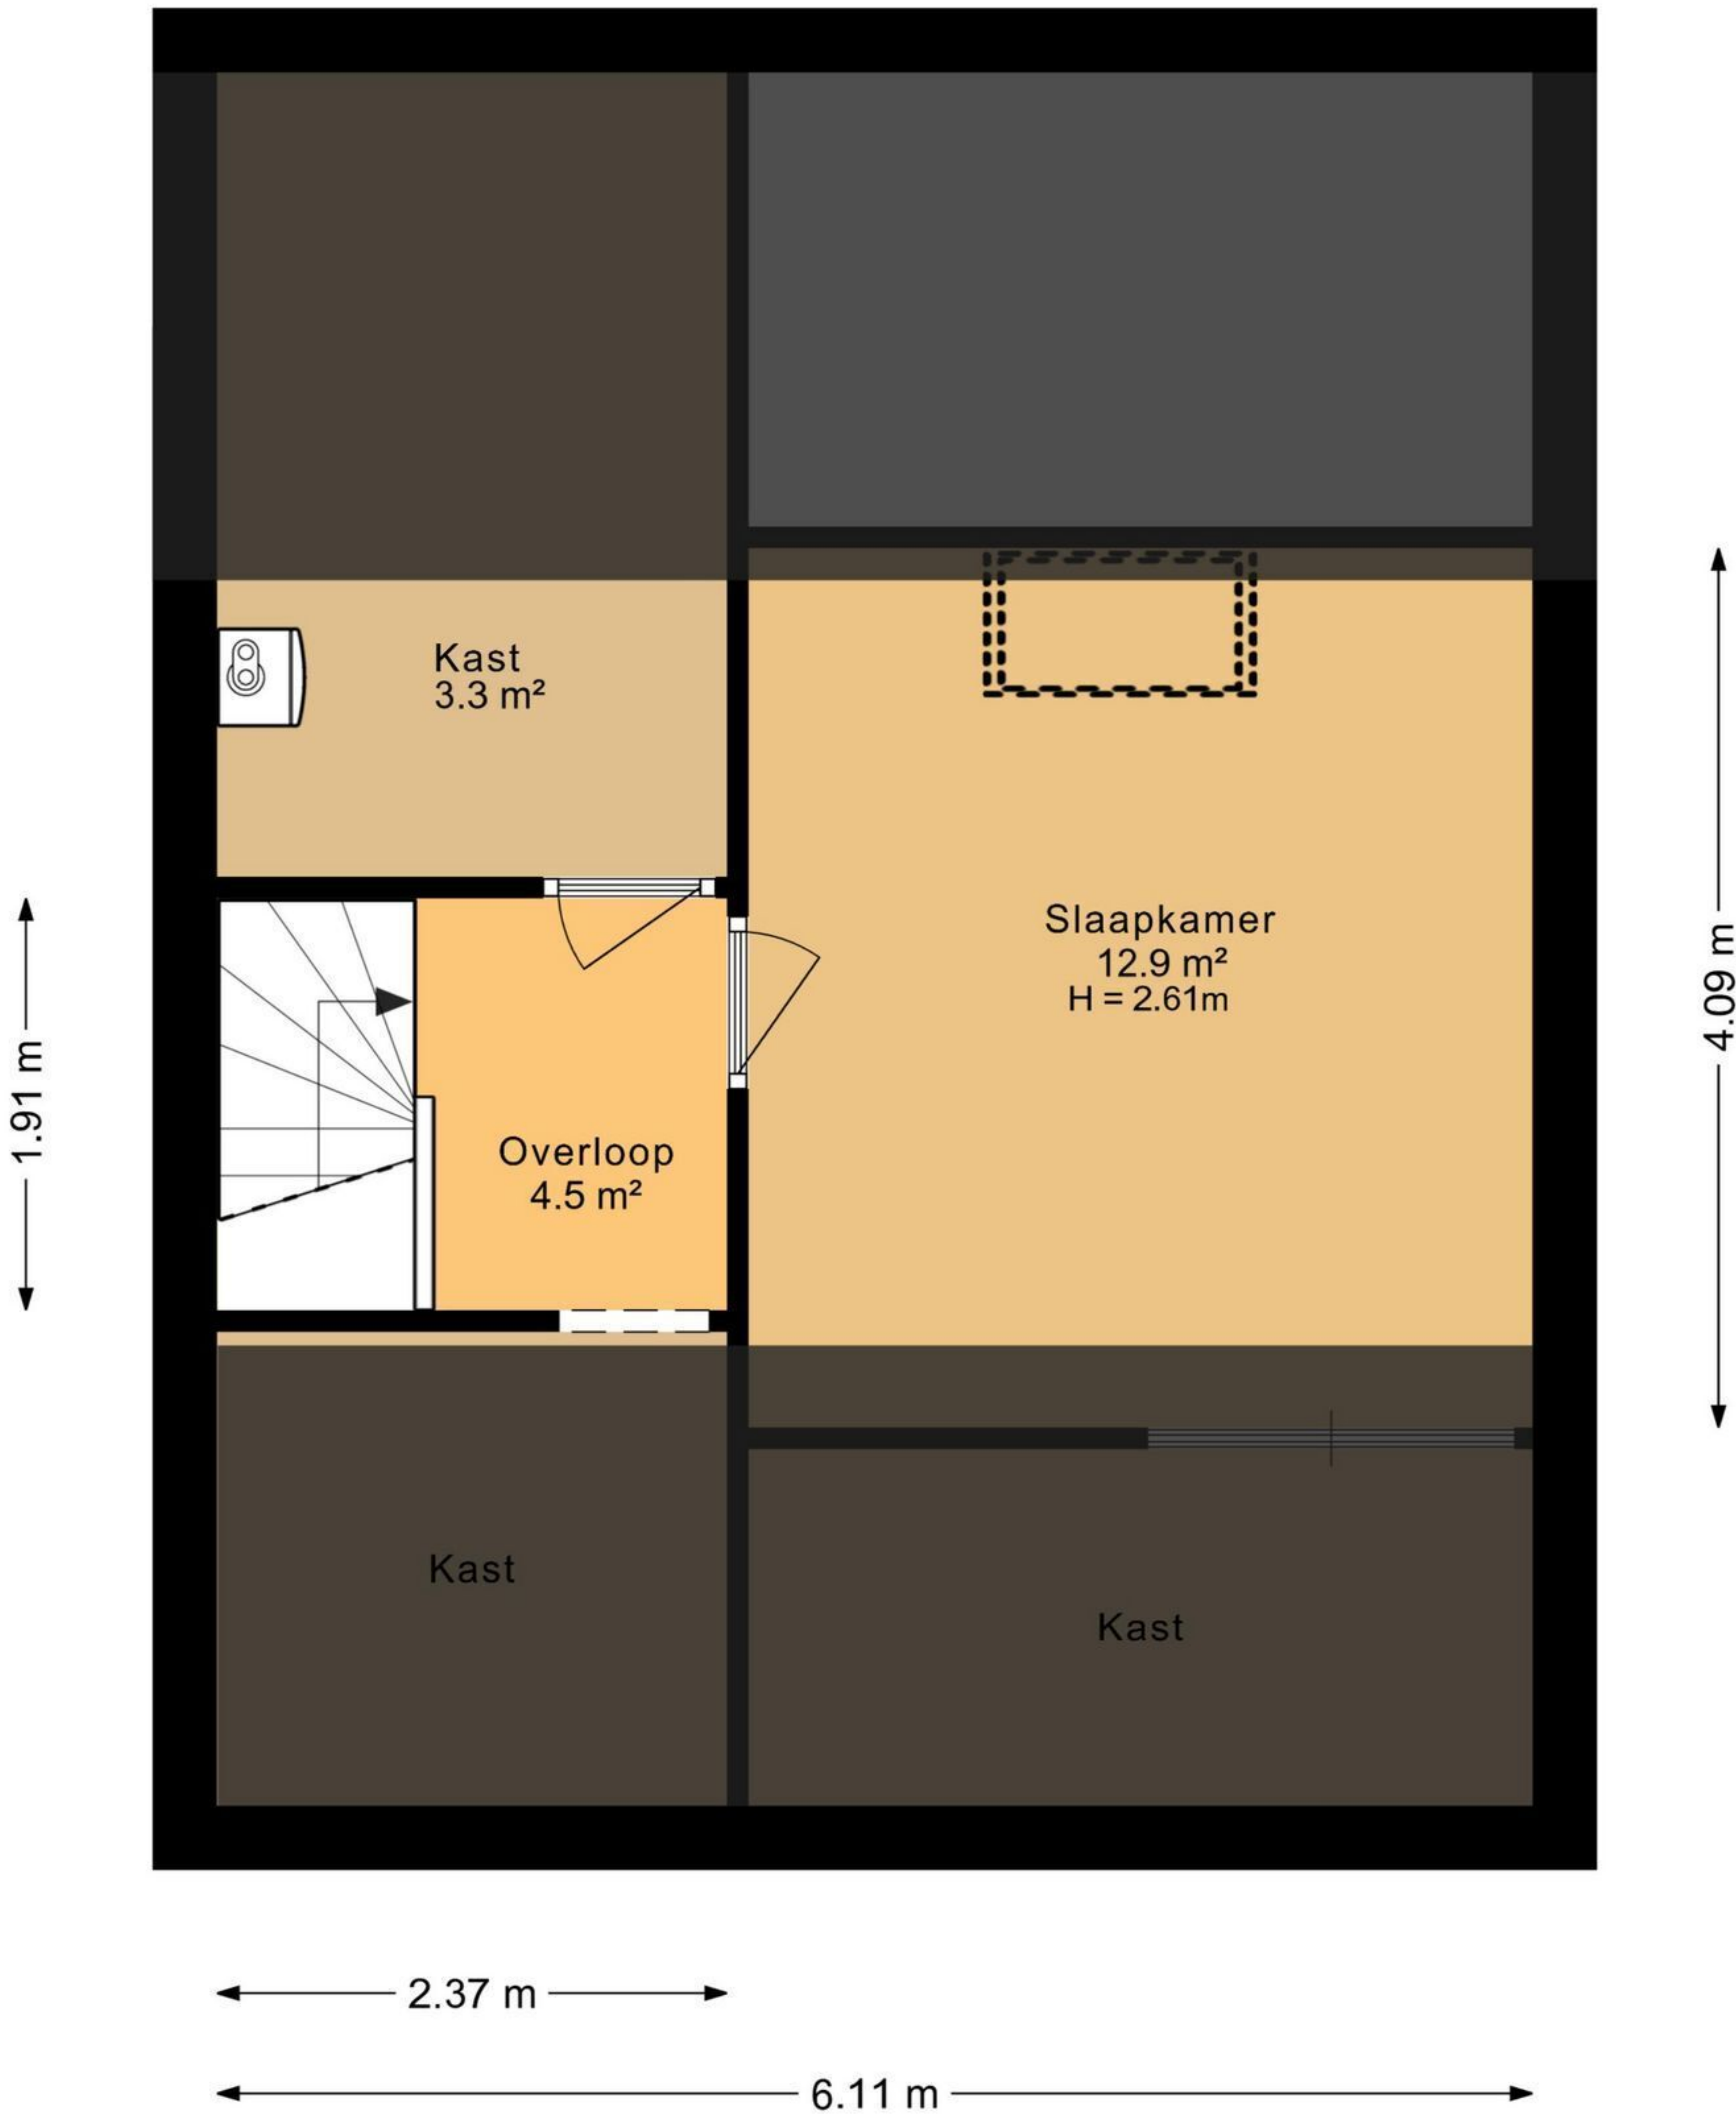 Kast
3.3 m²
Slaapkamer
12.9 m²
H = 2.61m
4.09 m
1.91 m
Overloop
4.5 m²
Kast
Kast
2.37 m
6.11 m